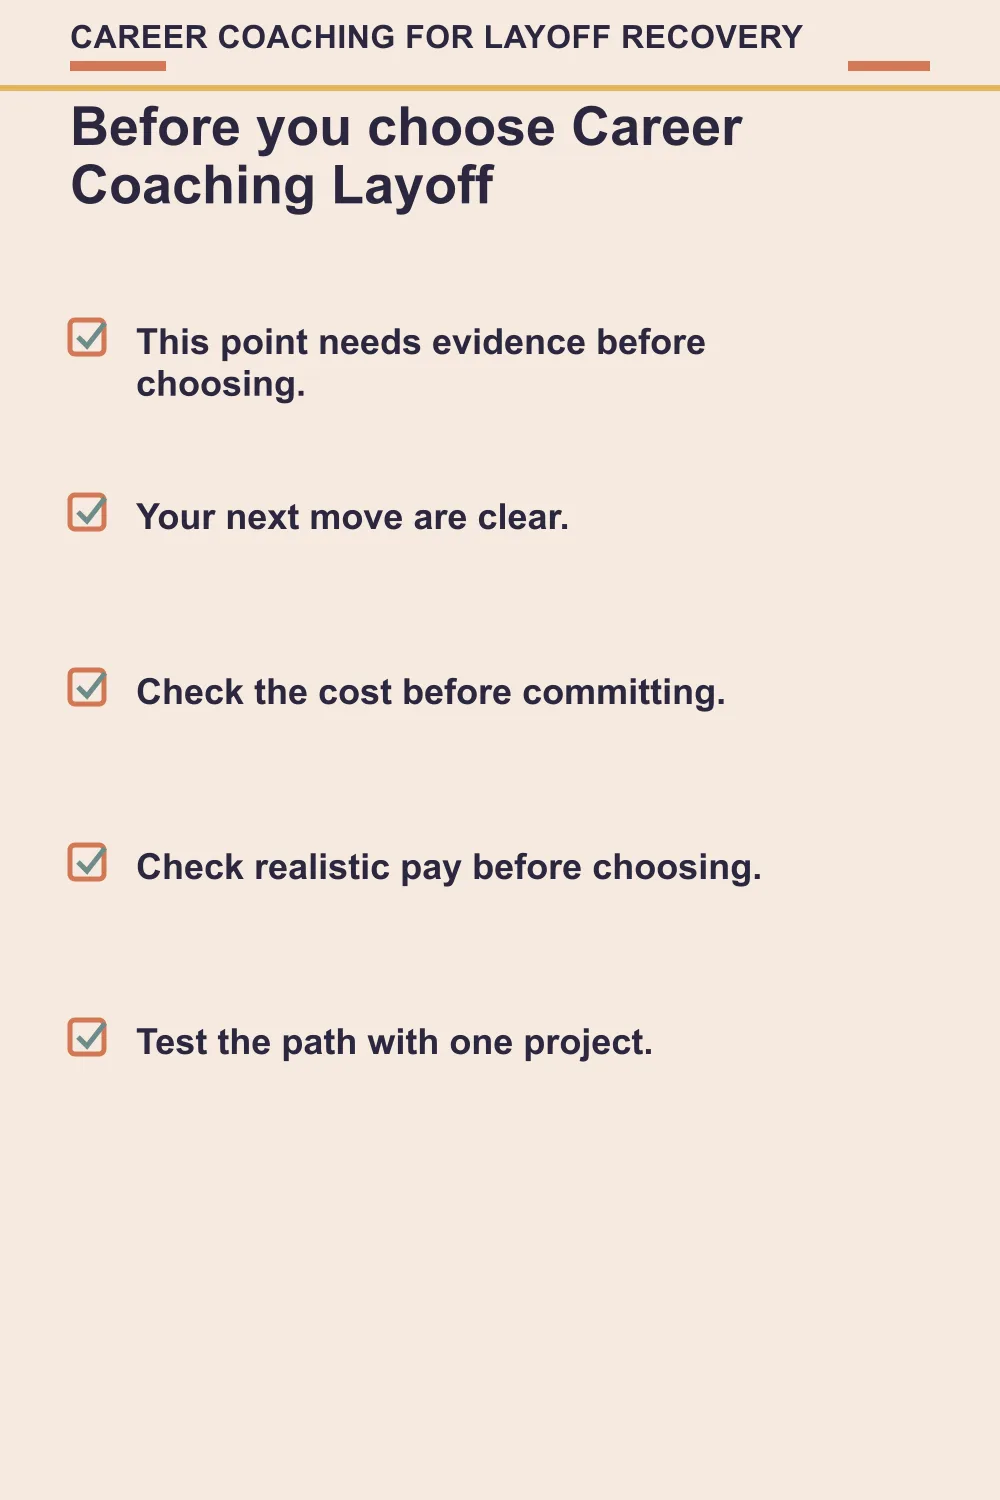 CAREER COACHING FOR LAYOFF RECOVERY
Before you choose Career
Coaching Layoff
This point needs evidence before
choosing.
Your next move are clear.
Check the cost before committing.
Check realistic pay before choosing.
Test the path with one project.